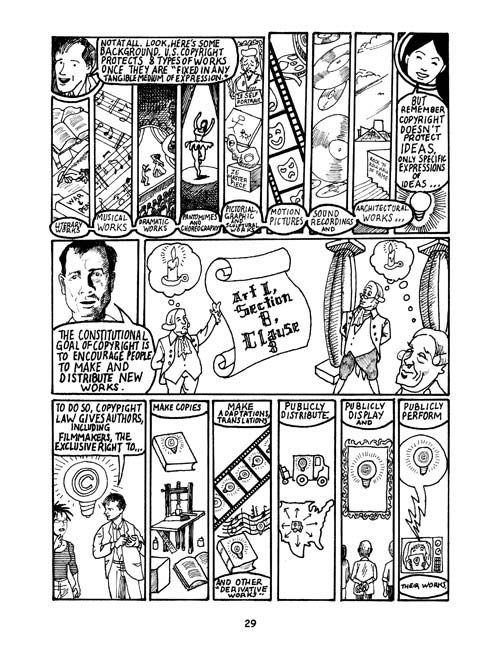 NOT AT ALL. LOOK, HERE'S SOME
BACKGROUND. U.S. COPYRIGHT
PROTECTS 8 TYPES OF WORKS
ONCE THEY ARE "FIXED IN ANY
TANGIBLE MEDIUM OF EXPRESSION."
LITERARY
WORKS
MUSICAL
WORKS
DRAMATIC
WORKS
PANTOMIMES
AND
CHOREOGRAPHY
SELF
PORTRAIT
MASTER
PIECE
PICTORIAL,
GRAPHIC
AND
SCULPTURAL
WORKS
MOTION
PICTURES
SOUND
RECORDINGS
AND
ARCHITECTURAL
WORKS...
BUT
REMEMBER
COPYRIGHT
DOESN'T
PROTECT
IDEAS,
ONLY SPECIFIC
EXPRESSIONS
OF
IDEAS...
THE CONSTITUTIONAL
GOAL OF COPYRIGHT IS
TO ENCOURAGE PEOPLE
TO MAKE AND
DISTRIBUTE NEW
WORKS.
Art I,
Section
8,
Clause
8
TO DO SO, COPYRIGHT
LAW GIVES AUTHORS,
INCLUDING
FILMMAKERS, THE
EXCLUSIVE RIGHT TO...
©
MAKE COPIES
MAKE
ADAPTATIONS,
TRANSLATIONS
AND OTHER
"DERIVATIVE
WORKS"
PUBLICLY
DISTRIBUTE
PUBLICLY
DISPLAY
AND
PUBLICLY
PERFORM
THEIR WORKS.
29